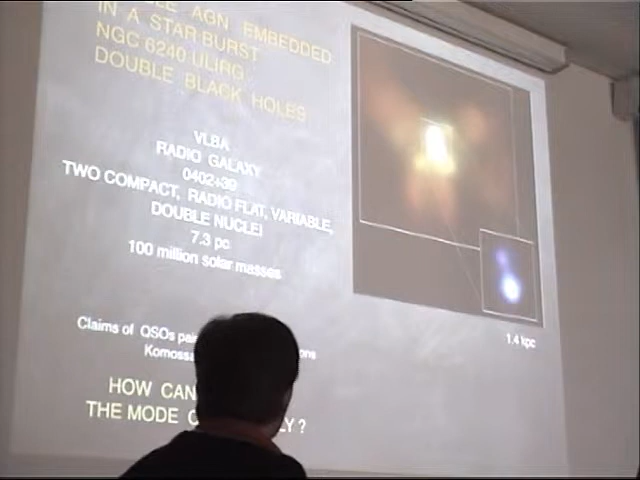 AGN EMBEDDED
IN A STAR BURST
NGC 6240 ULIRG
DOUBLE BLACK HOLES
VLBA
RADIO GALAXY
0402+39
TWO COMPACT, RADIO FLAT, VARIABLE,
DOUBLE NUCLEI
7.3 pc
100 million solar masses
1.4 kpc
Claims of QSOs
HOW CAN
THE MODE